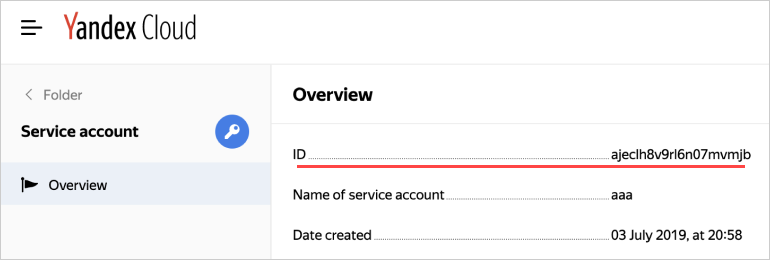 Yandex Cloud
Folder
Service account
Overview
Overview
ID ajeclh8v9rl6n07mvmjb
Name of service account aaa
Date created 03 July 2019, at 20:58